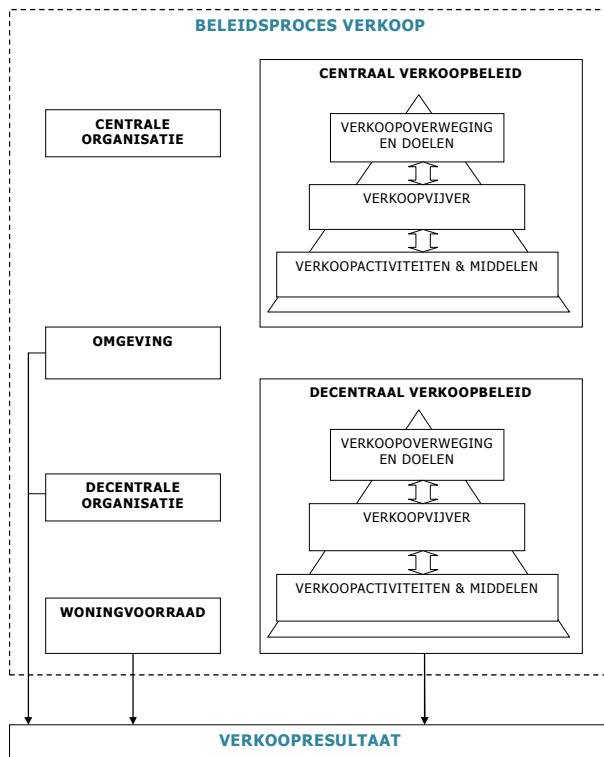 BELEIDSPROCES VERKOOP
CENTRALE
ORGANISATIE
CENTRAAL VERKOOPBELEID
VERKOOPOVERWEGING
EN DOELEN
VERKOOPVIJVER
VERKOOPACTIVITEITEN & MIDDELEN
OMGEVING
DECENTRALE
ORGANISATIE
WONINGVOORRAAD
DECENTRAAL VERKOOPBELEID
VERKOOPOVERWEGING
EN DOELEN
VERKOOPVIJVER
VERKOOPACTIVITEITEN & MIDDELEN
VERKOOPRESULTAAT